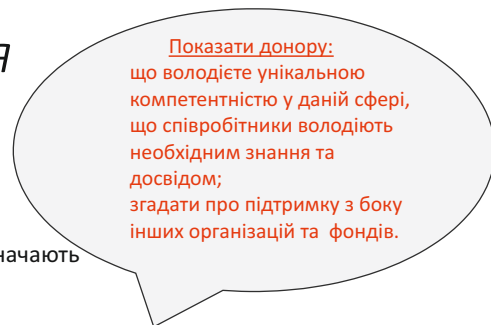 Я
Показати донору:
що володієте унікальною
компетентністю у даній сфері,
що співробітники володіють
необхідним знання та
досвідом;
згадати про підтримку з боку
інших організацій та фондів.
начають